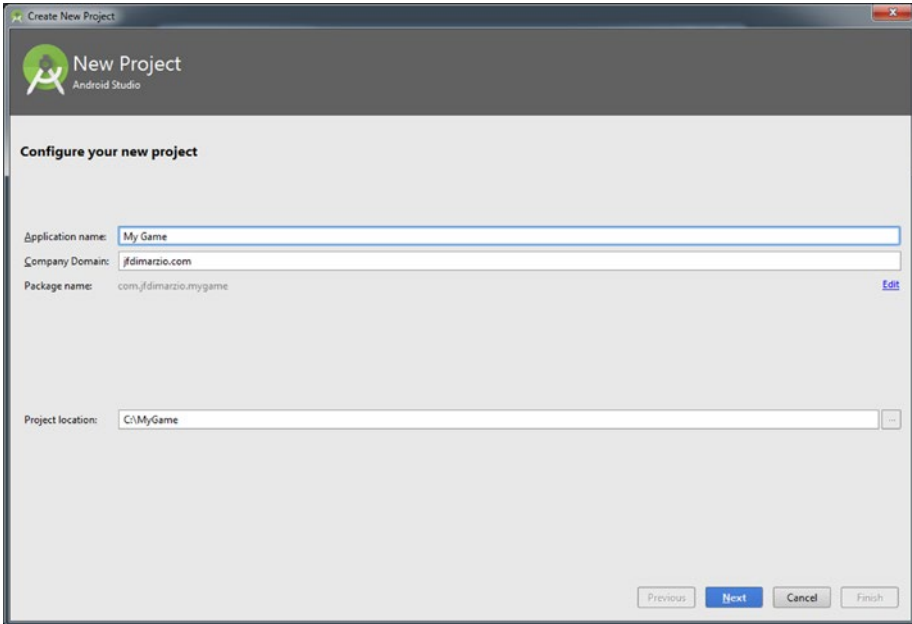 Create New Project
New Project
Android Studio
Configure your new project
Application name: My Game
Company Domain: jfdimarzio.com
Package name: com.jfdimarzio.mygame Edit
Project location: C:\MyGame ...
Previous Next Cancel Finish